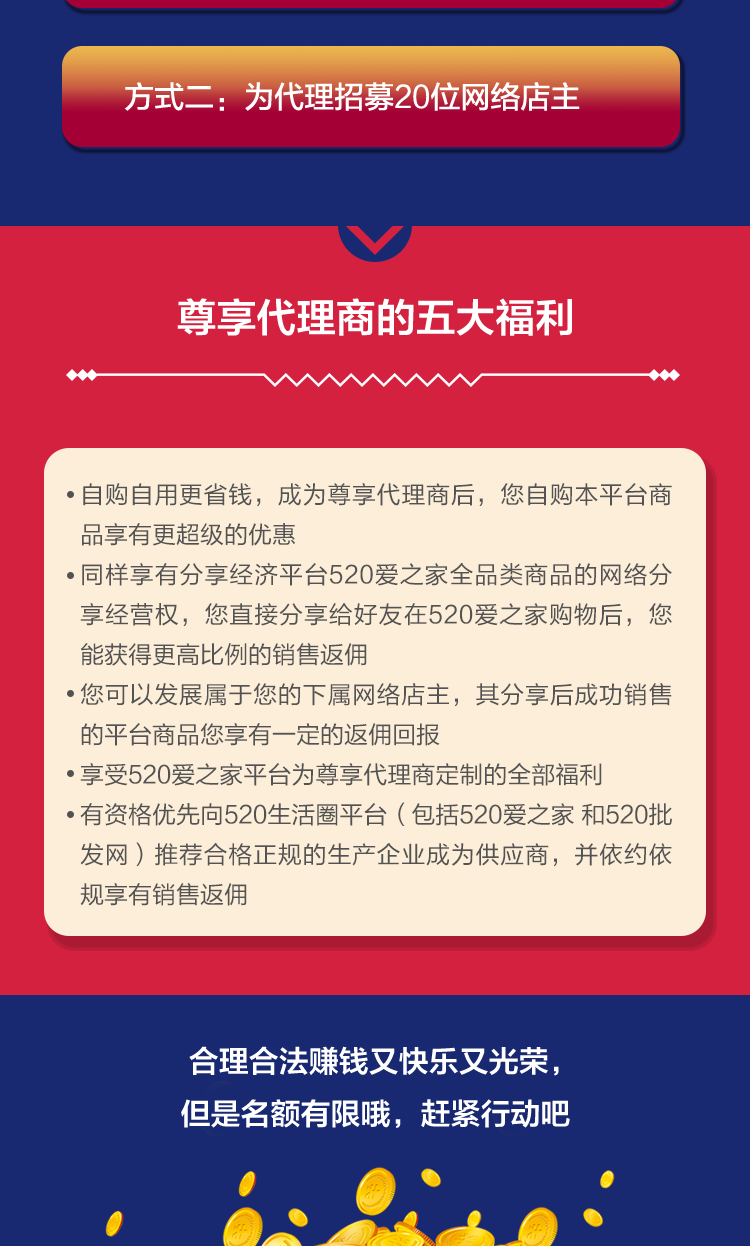 方式二：为代理招募20位网络店主
尊享代理商的五大福利
•自购自用更省钱，成为尊享代理商后，您自购本平台商
品享有更超级的优惠
•同样享有分享经济平台520爱之家全品类商品的网络分
享经营权，您直接分享给好友在520爱之家购物后，您
能获得更高比例的销售返佣
•您可以发展属于您的下属网络店主，其分享后成功销售
的平台商品您享有一定的返佣回报
•享受520爱之家平台为尊享代理商定制的全部福利
•有资格优先向520生活圈平台（包括520爱之家 和520批
发网）推荐合格正规的生产企业成为供应商，并依约依
规享有销售返佣
合理合法赚钱又快乐又光荣，
但是名额有限哦，赶紧行动吧